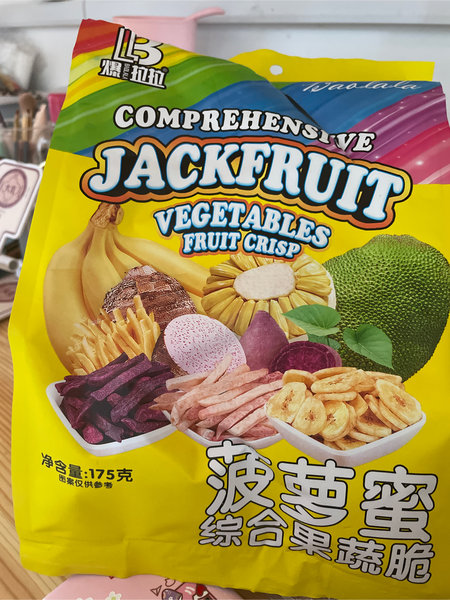 LB
爆拉拉
Baolala
COMPREHENSIVE
JACKFRUIT
VEGETABLES
FRUIT CRISP
净含量:175克
图案仅供参考
菠萝蜜
综合果蔬脆